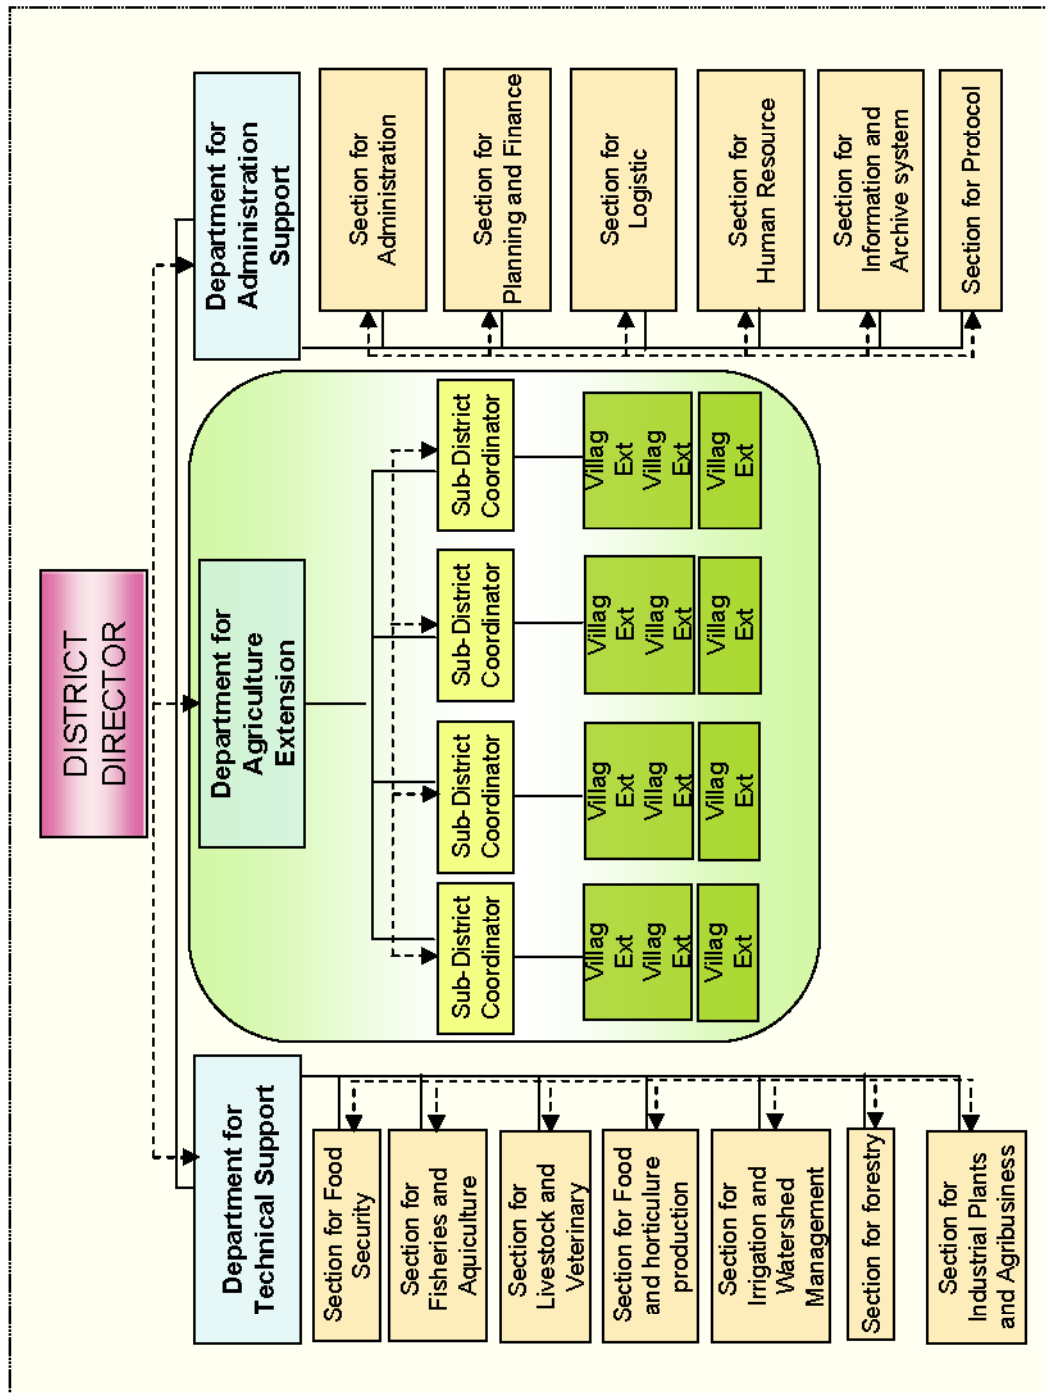 DISTRICT
DIRECTOR
Department for
Technical Support
Department for
Agriculture
Extension
Department for
Administration
Support
Section for Food
Security
Section for
Fisheries and
Aquiculture
Section for
Livestock and
Veterinary
Section for Food
and horticulure
production
Section for
Irrigation and
Watershed
Management
Section for forestry
Section for
Industrial Plants
and Agribusiness
Sub-District
Coordinator
Sub-District
Coordinator
Sub-District
Coordinator
Sub-District
Coordinator
Villag
Ext
Villag
Ext
Villag
Ext
Villag
Ext
Villag
Ext
Villag
Ext
Villag
Ext
Villag
Ext
Villag
Ext
Villag
Ext
Villag
Ext
Villag
Ext
Section for
Administration
Section for
Planning and Finance
Section for
Logistic
Section for
Human Resource
Section for
Information and
Archive system
Section for Protocol